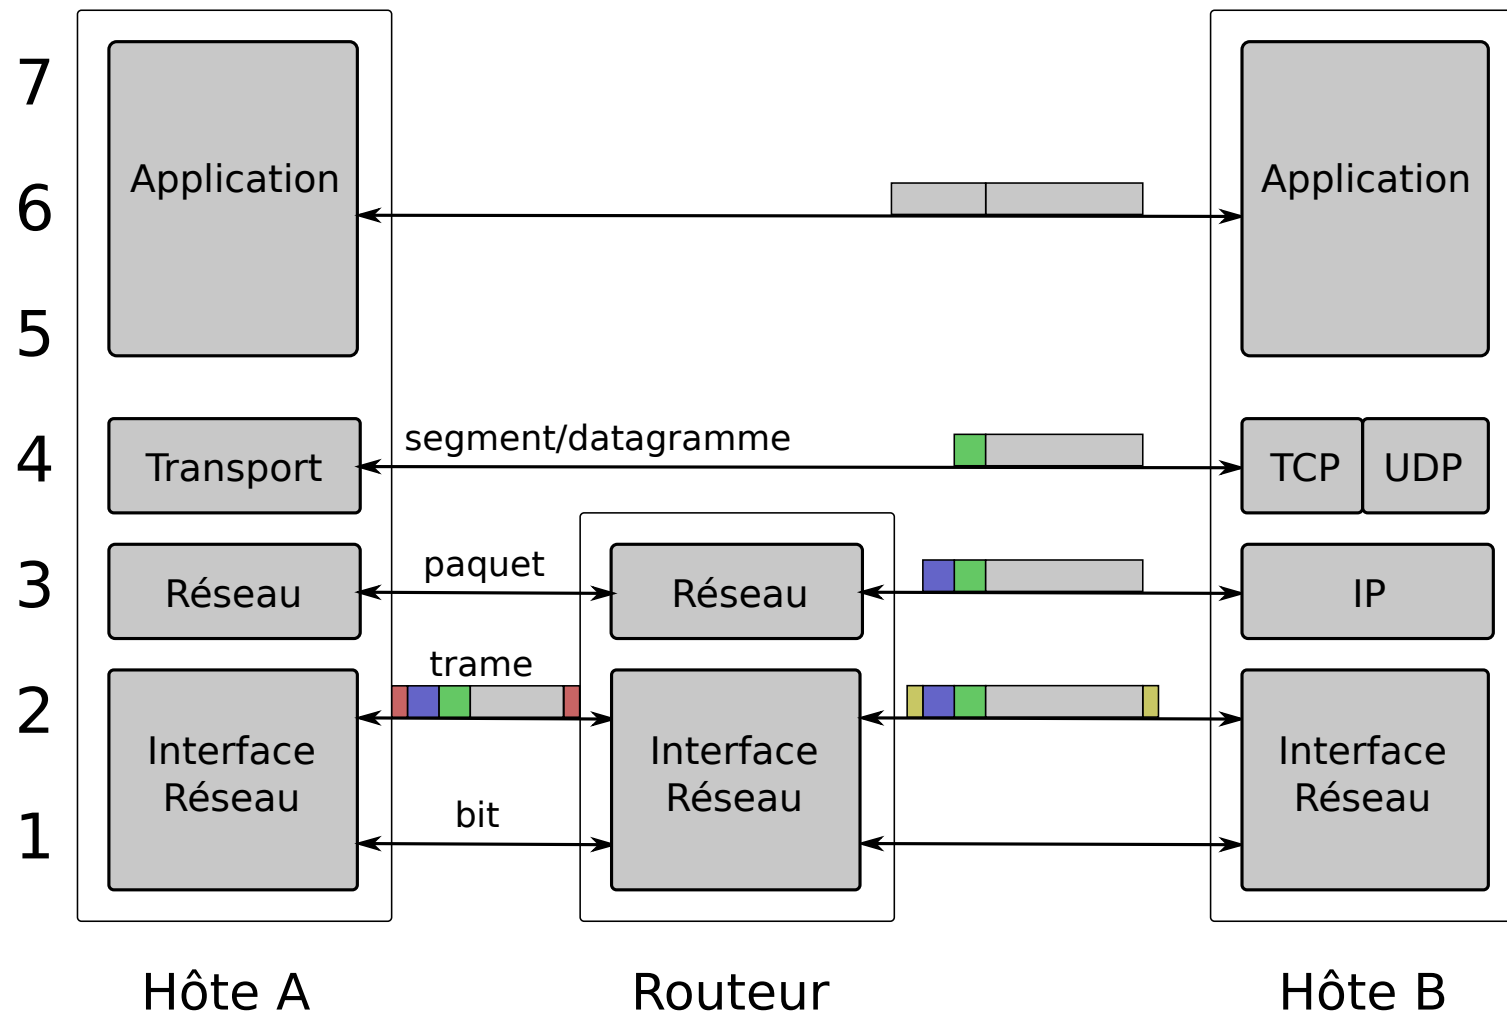 7
Application
Application
6
5
segment/datagramme
4
Transport
TCP
UDP
paquet
3
Réseau
Réseau
IP
trame
2
Interface
Réseau
Interface
Réseau
Interface
Réseau
bit
1
Hôte A
Routeur
Hôte B